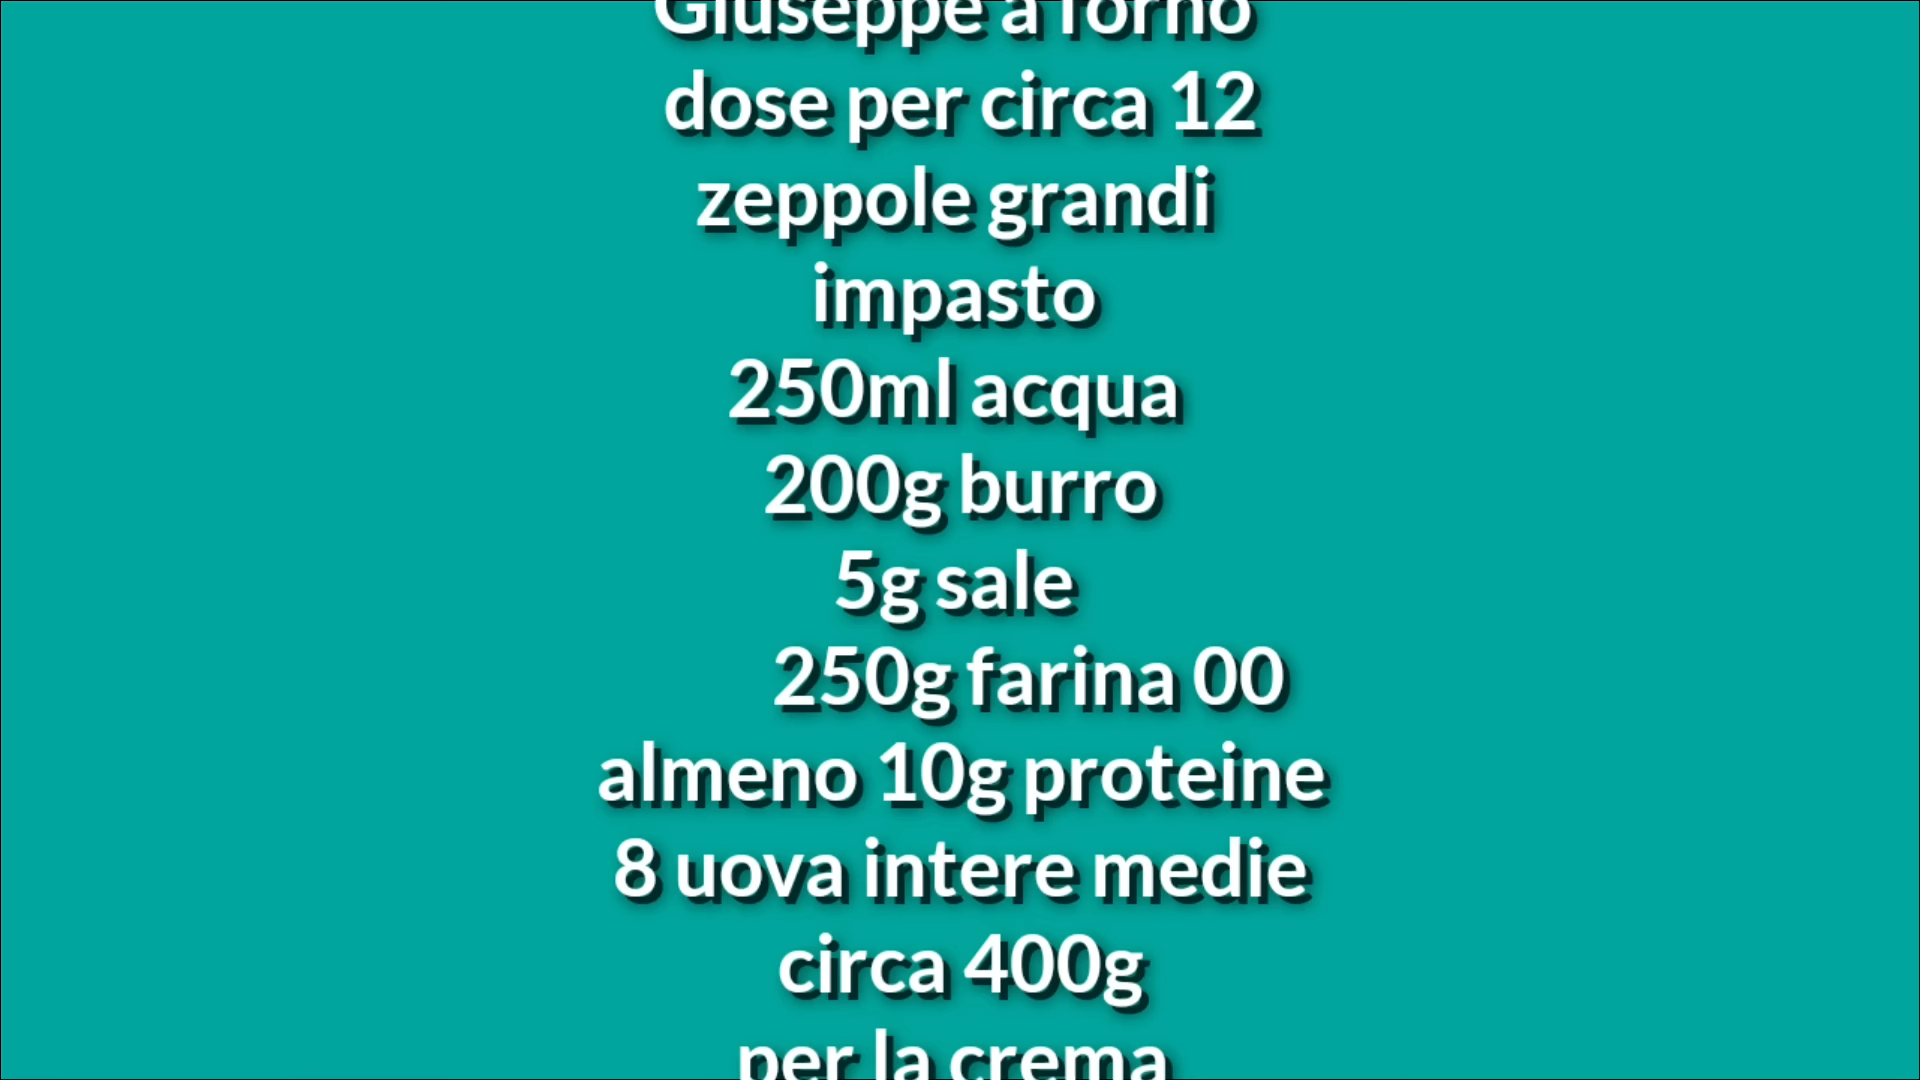 Giuseppe a forno
dose per circa 12
zeppole grandi
impasto
250ml acqua
200g burro
5g sale
250g farina 00
almeno 10g proteine
8 uova intere medie
circa 400g
per la crema